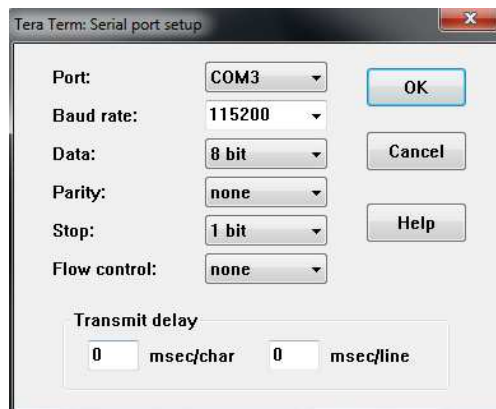 Tera Term: Serial port setup
Port: COM3
OK
Baud rate: 115200
Data: 8 bit
Cancel
Parity: none
Stop: 1 bit
Help
Flow control: none
Transmit delay
0 msec/char 0 msec/line